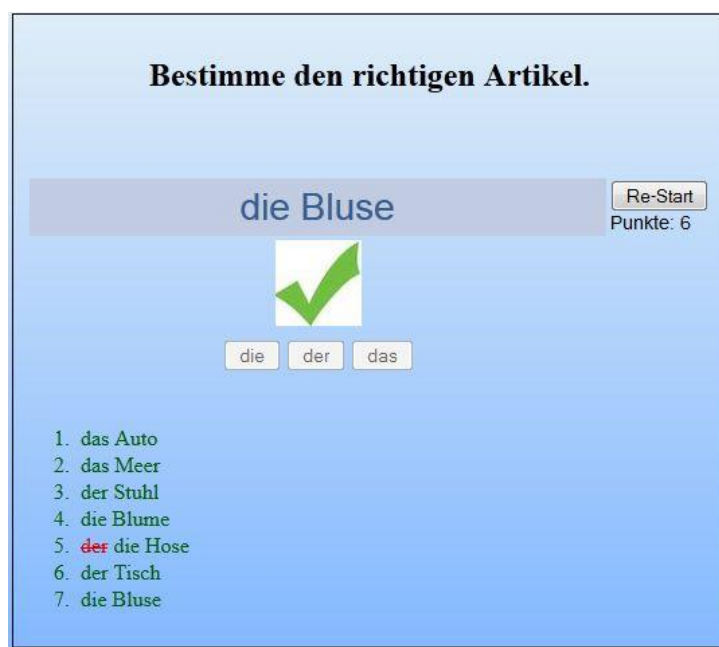 Bestimme den richtigen Artikel.
die Bluse
Re-Start
Punkte: 6
die der das
1. das Auto
2. das Meer
3. der Stuhl
4. die Blume
5. der die Hose
6. der Tisch
7. die Bluse